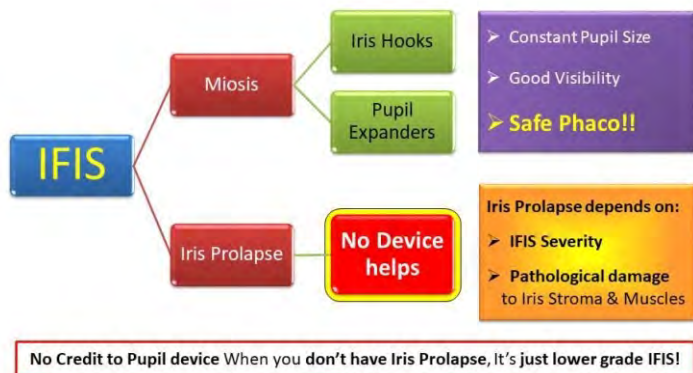 IFIS
Miosis
Iris Hooks
Pupil
Expanders
➢ Constant Pupil Size
➢ Good Visibility
➢ Safe Phaco!!
Iris Prolapse
No Device
helps
Iris Prolapse depends on:
➢ IFIS Severity
➢ Pathological damage
to Iris Stroma & Muscles
No Credit to Pupil device When you don't have Iris Prolapse, It's just lower grade IFIS!